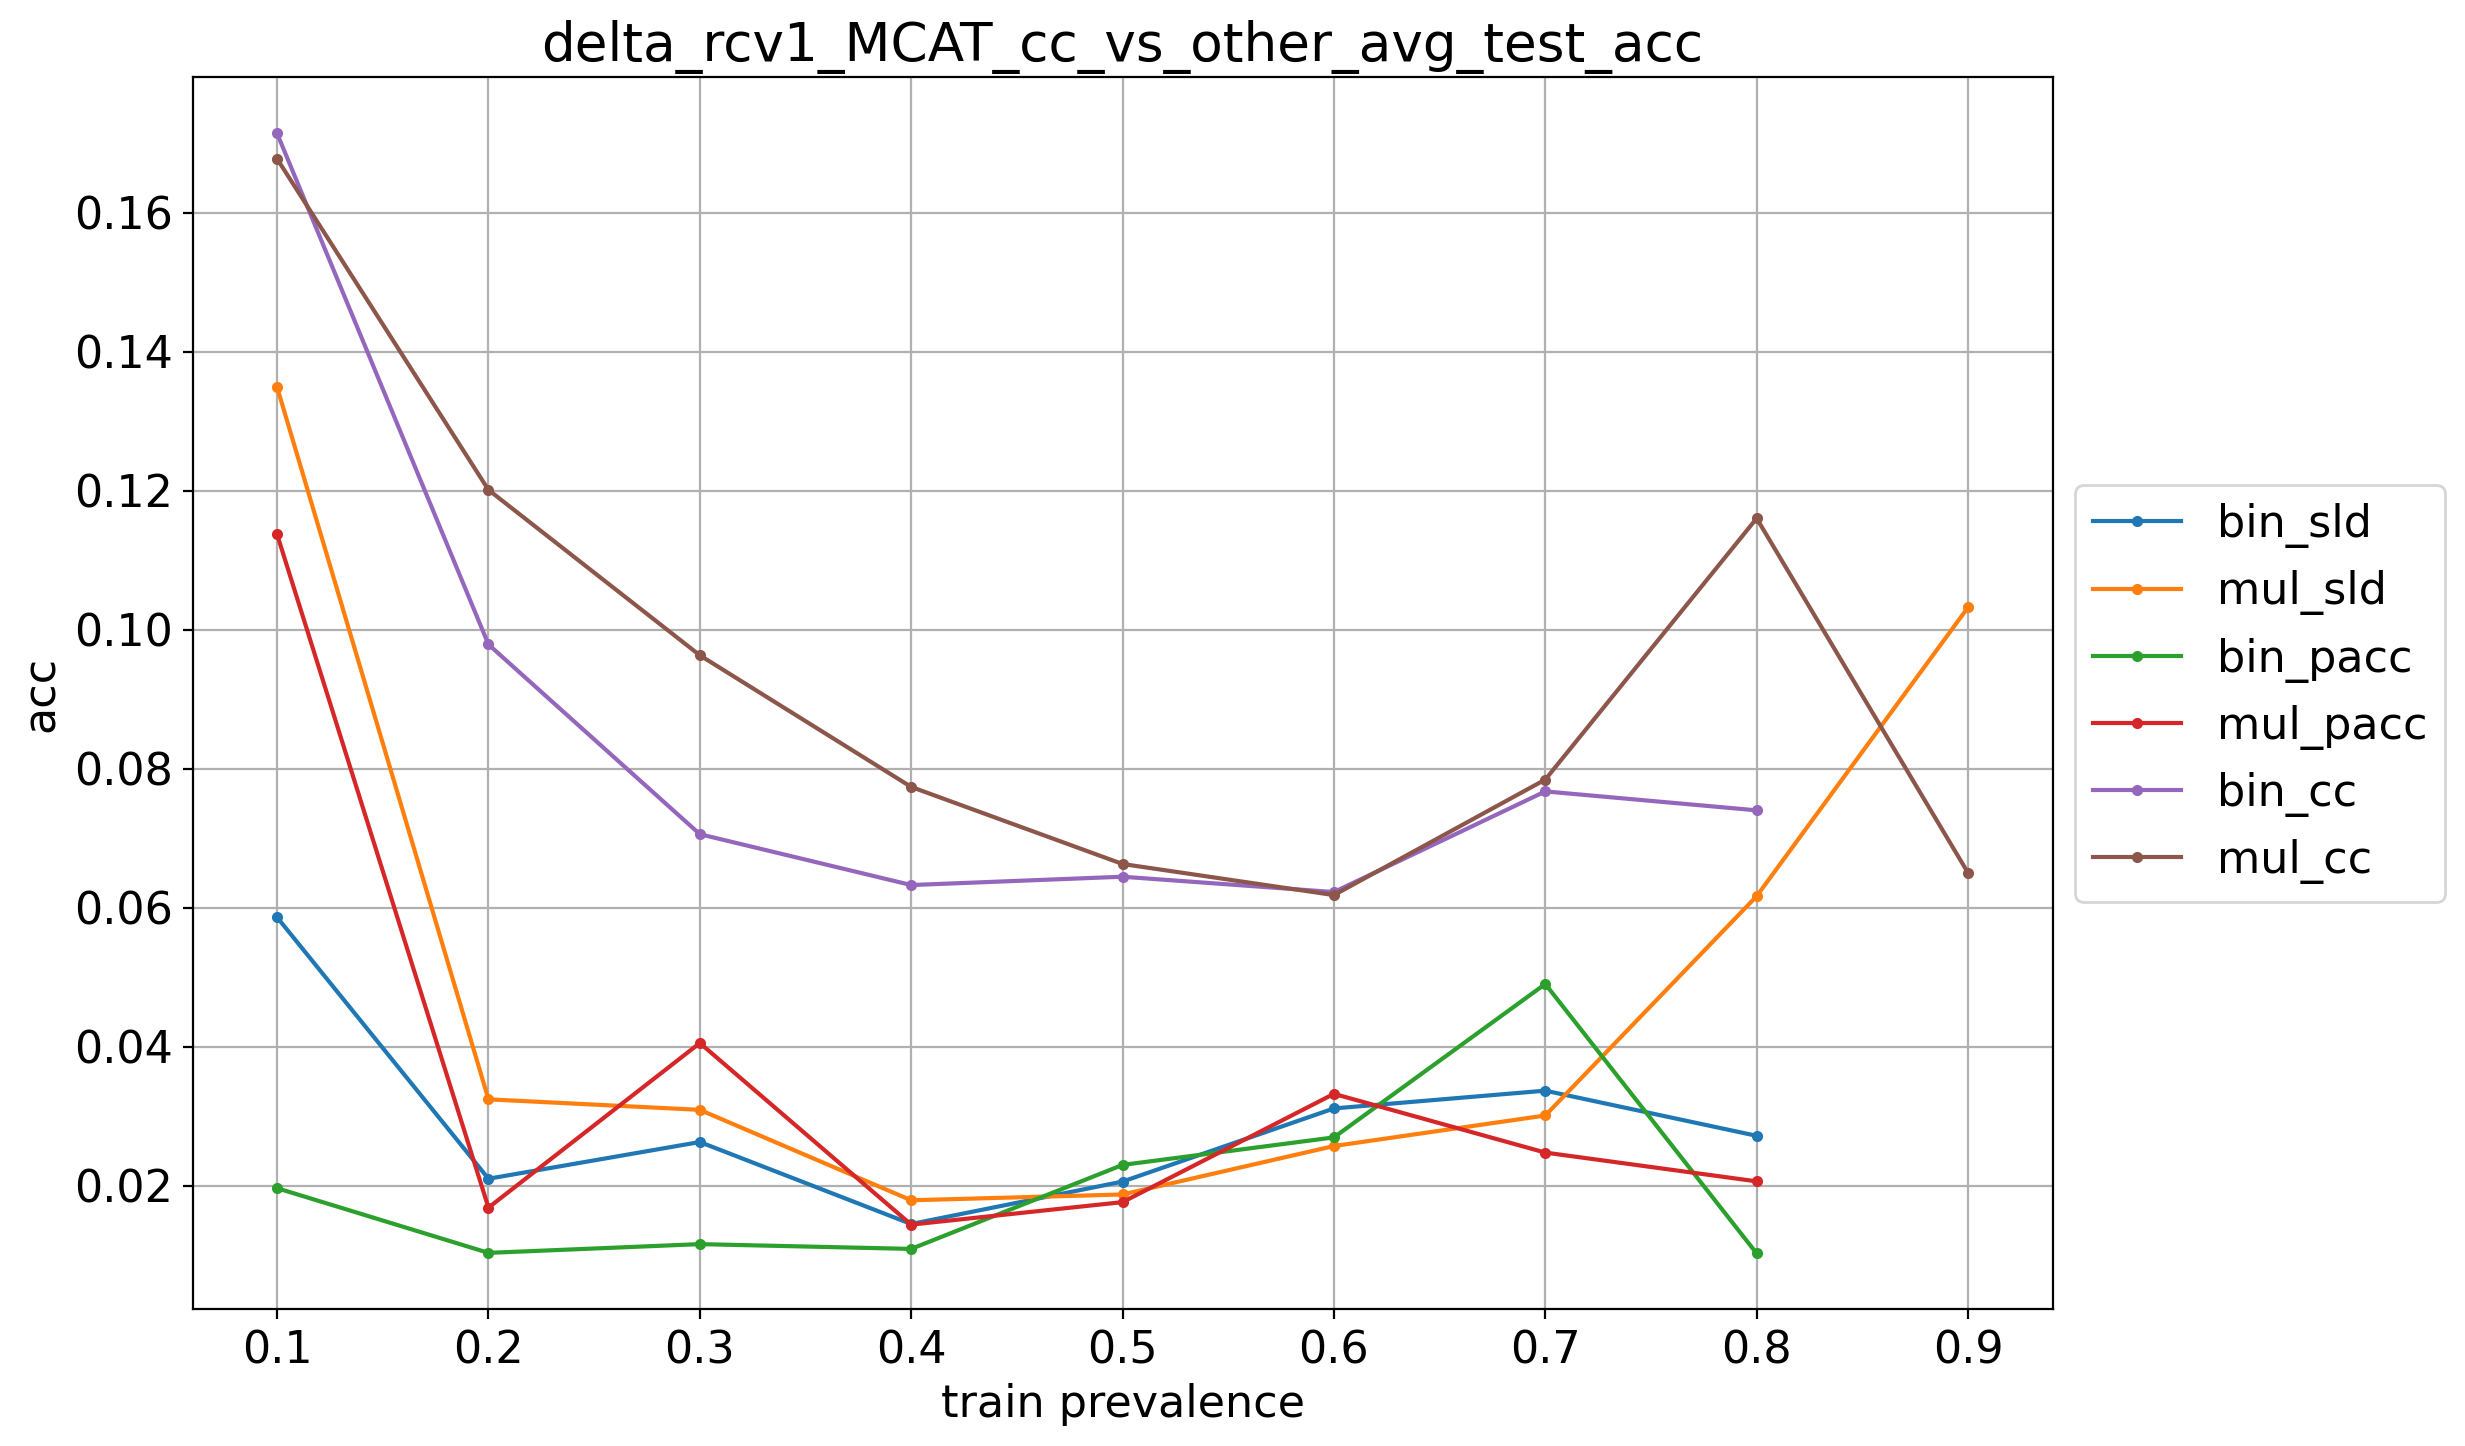 delta_rcv1_MCAT_cc_vs_other_avg_test_acc
acc
0.16
0.14
0.12
0.10
0.08
0.06
0.04
0.02
0.1 0.2 0.3 0.4 0.5 0.6 0.7 0.8 0.9
train prevalence
bin_sld
mul_sld
bin_pacc
mul_pacc
bin_cc
mul_cc